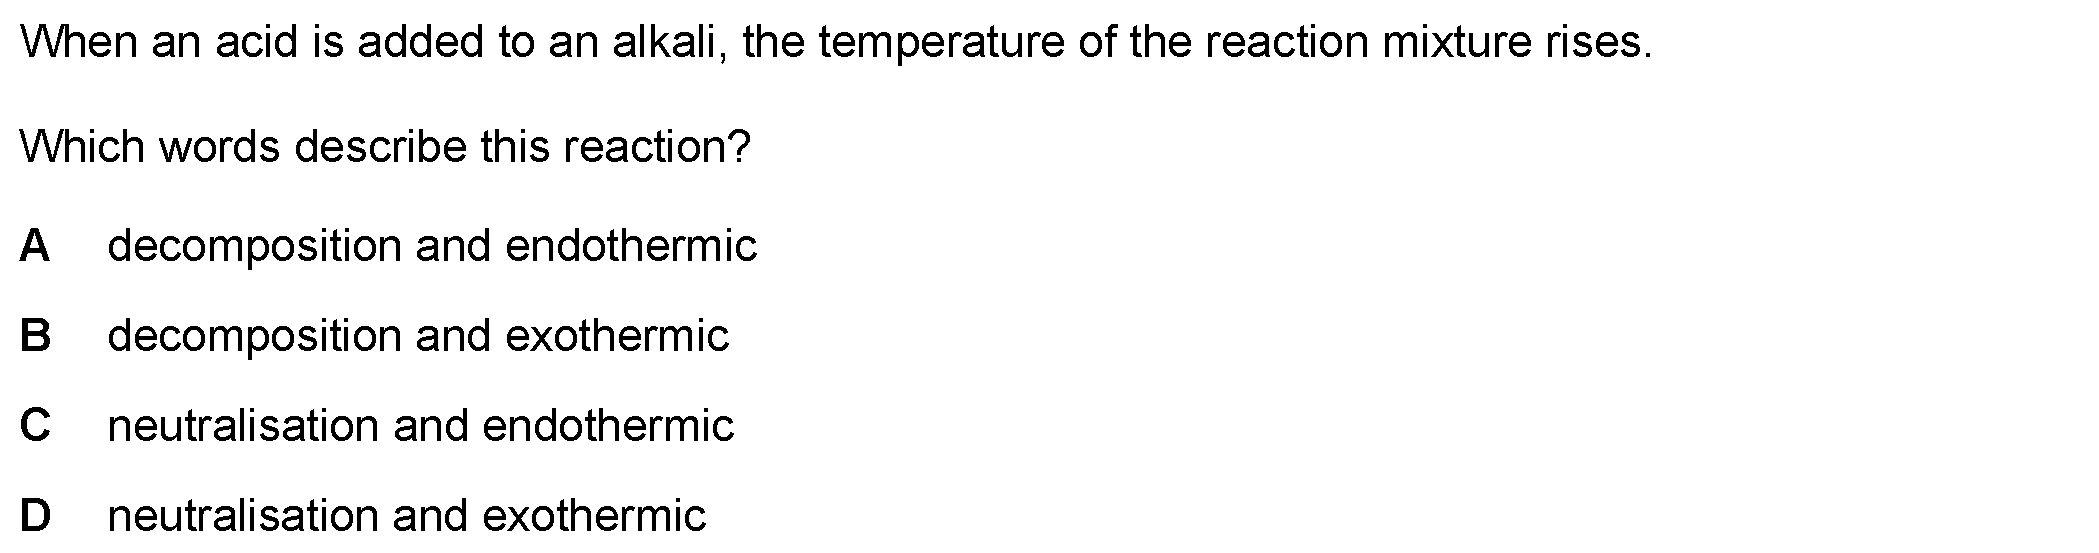 When an acid is added to an alkali, the temperature of the reaction mixture rises.
Which words describe this reaction?
A decomposition and endothermic
B decomposition and exothermic
C neutralisation and endothermic
D neutralisation and exothermic